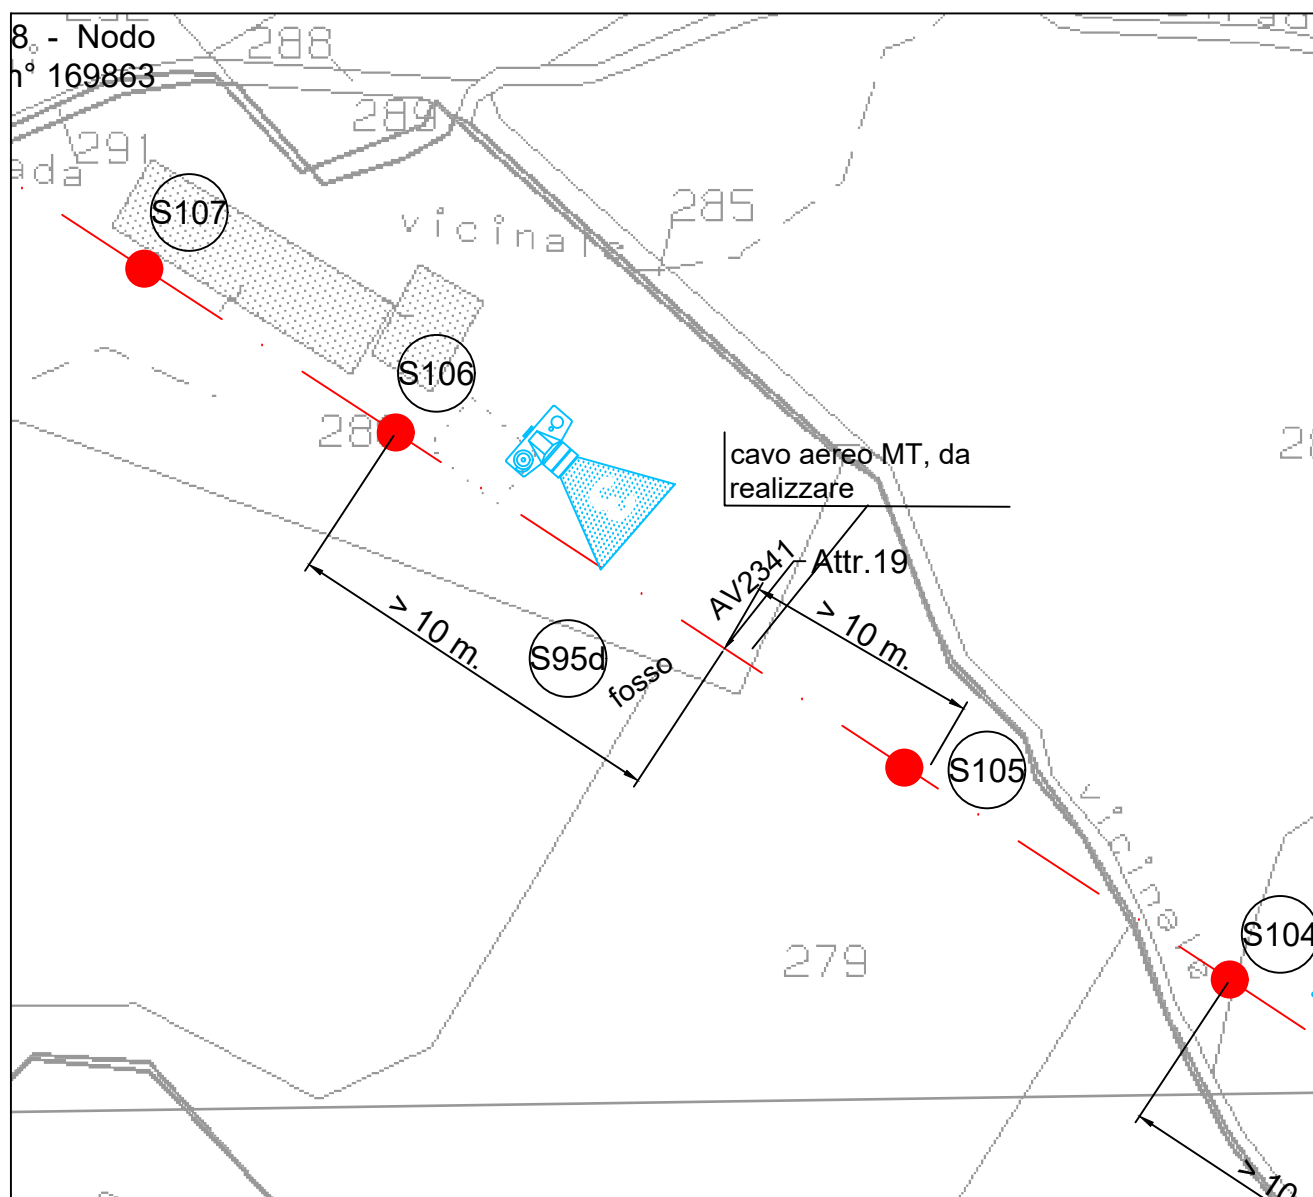 8. - Nodo
n° 169863
288
289
291
ada
S107
vicinale
285
S106
28
cavo aereo MT, da
realizzare
AV2341
Attr.19
> 10 m.
> 10 m.
S95d
fosso
S105
vicinale
279
S104
> 10